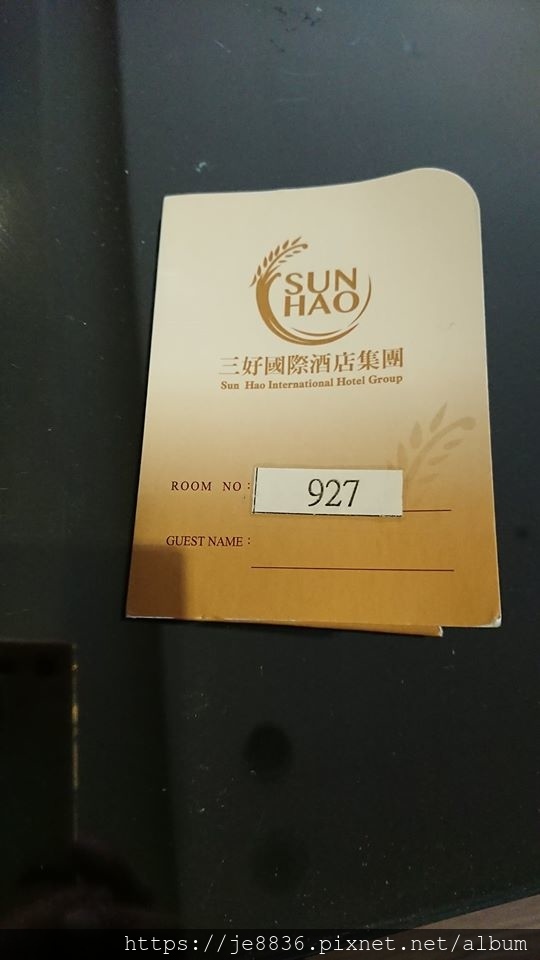 SUN
HAO
三好國際酒店集團
Sun Hao International Hotel Group
ROOM NO：
927
GUEST NAME：
https://je8836.pixnet.net/album